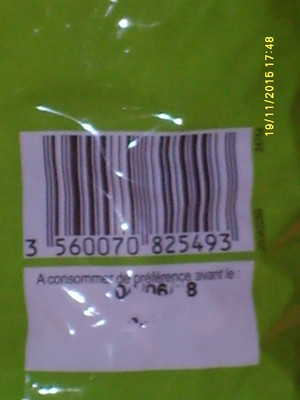 19/11/2015 17:48
3 560070 825493
A consommer de préférence avant le :